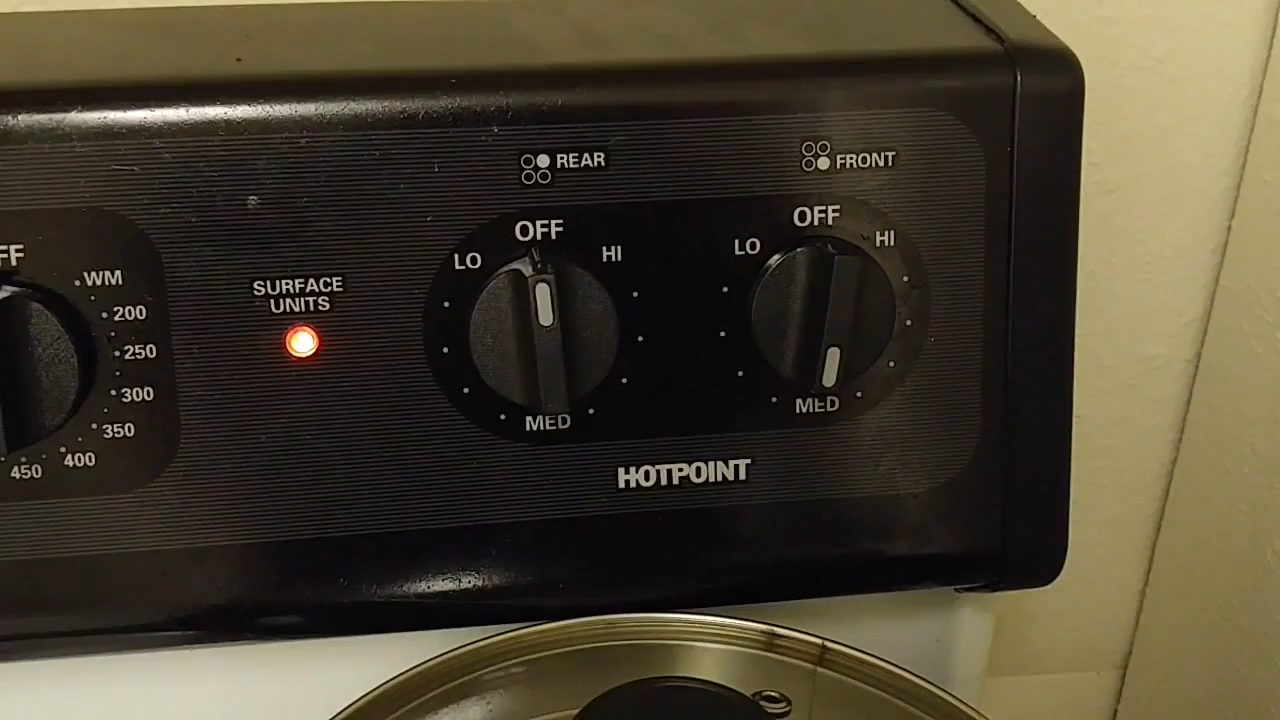 REAR
FRONT
OFF
LO
HI
MED
OFF
LO
HI
MED
SURFACE
UNITS
FF
WM
200
250
300
350
400
450
HOTPOINT